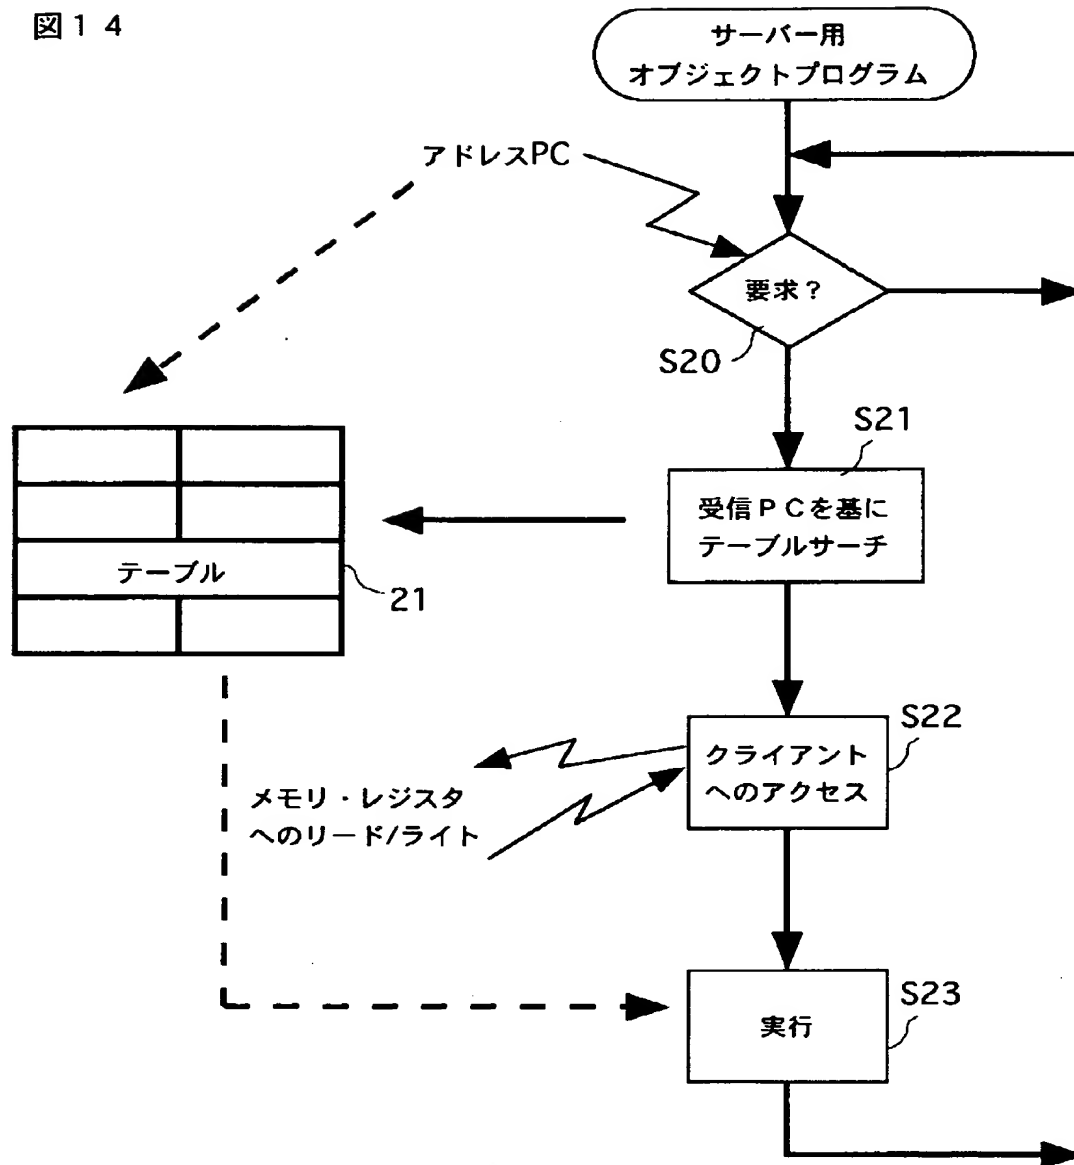 図１４
サーバー用
オブジェクトプログラム
アドレスPC
要求？
S20
S21
受信ＰＣを基に
テーブルサーチ
テーブル
21
S22
クライアント
へのアクセス
メモリ・レジスタ
へのリード/ライト
S23
実行